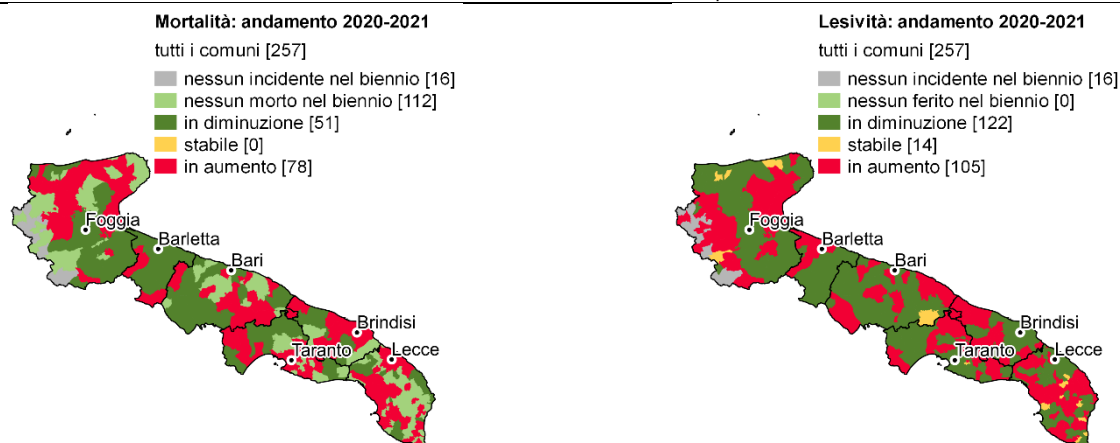 Mortalità: andamento 2020-2021
tutti i comuni [257]
nessun incidente nel biennio [16]
nessun morto nel biennio [112]
in diminuzione [51]
stabile [0]
in aumento [78]
Foggia
Barletta
Bari
Brindisi
Taranto
Lecce
Lesività: andamento 2020-2021
tutti i comuni [257]
nessun incidente nel biennio [16]
nessun ferito nel biennio [0]
in diminuzione [122]
stabile [14]
in aumento [105]
Foggia
Barletta
Bari
Brindisi
Taranto
Lecce